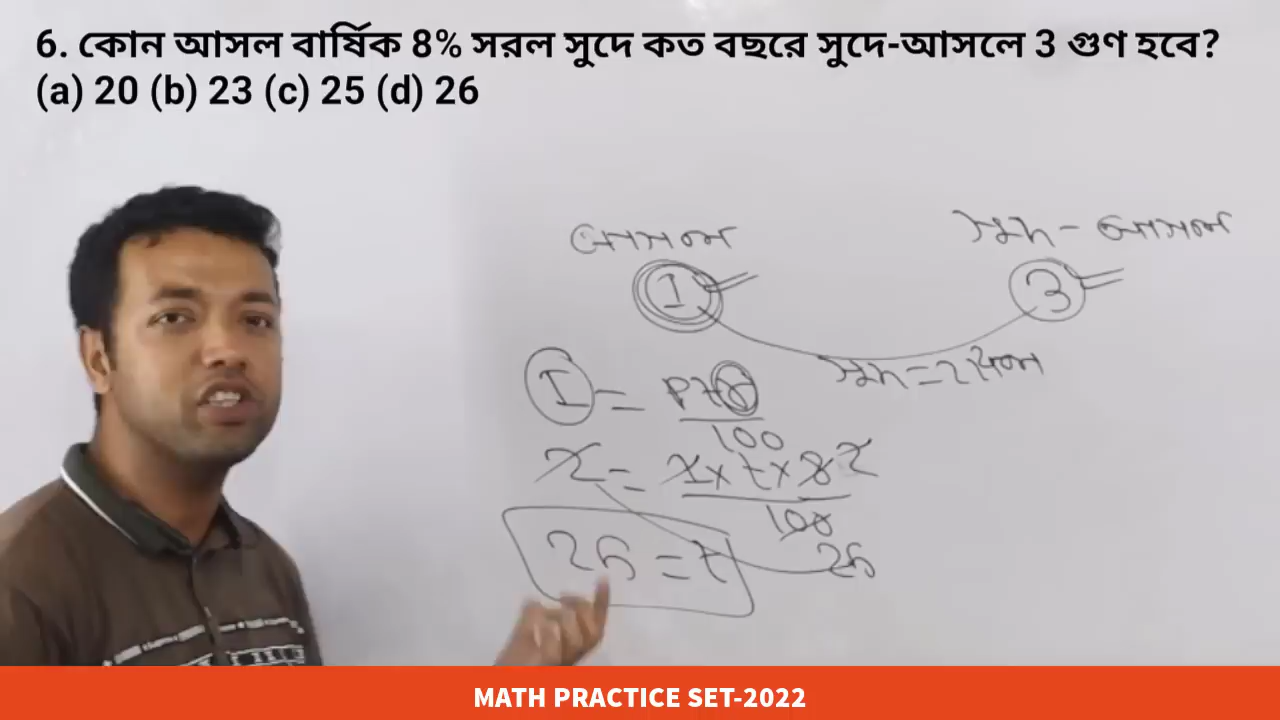 6. কোন আসল বার্ষিক 8% সরল সুদে কত বছরে সুদে-আসলে 3 গুণ হবে?
(a) 20 (b) 23 (c) 25 (d) 26
আসল সুদ - আসল
1 3
সুদ = 2
I = Ptr
100
2 = 1 x t x 8 2
100
25 = t 25
MATH PRACTICE SET-2022